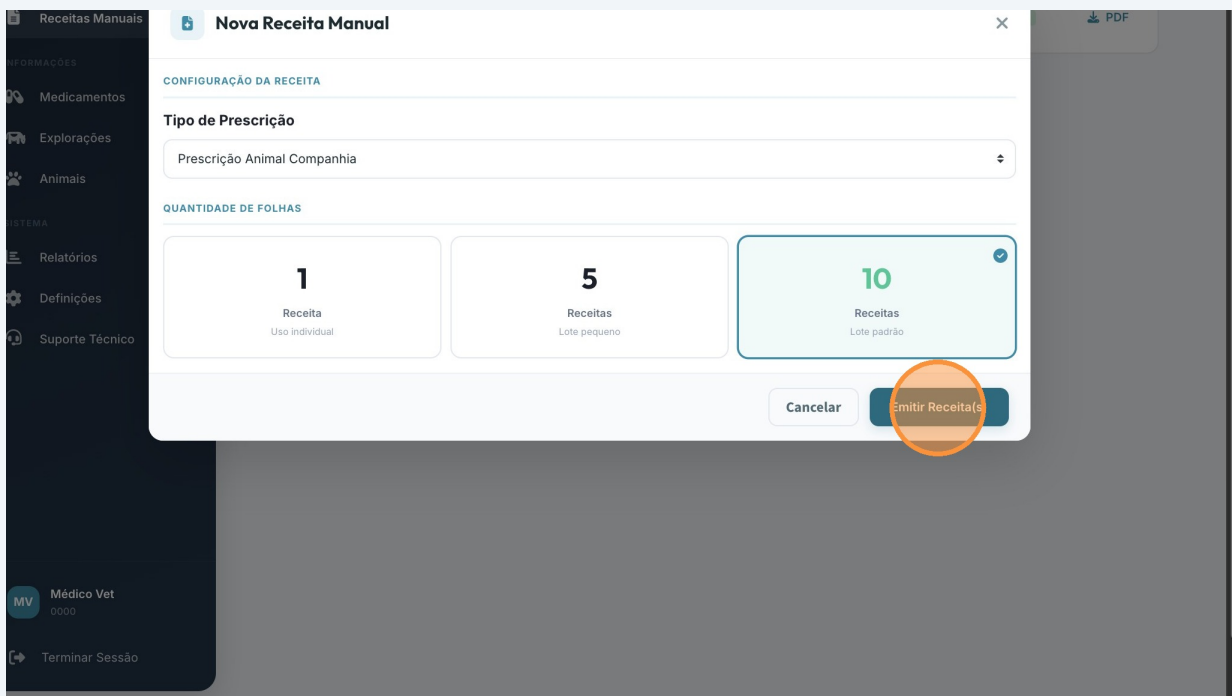 Receitas Manuais
Nova Receita Manual
PDF
INFORMAÇÕES
CONFIGURAÇÃO DA RECEITA
Medicamentos
Tipo de Prescrição
Explorações
Prescrição Animal Companhia
Animais
QUANTIDADE DE FOLHAS
SISTEMA
Relatórios
1
5
10
Definições
Receita
Receitas
Receitas
Uso individual
Lote pequeno
Lote padrão
Suporte Técnico
Cancelar
Emitir Receita(s)
MV
Médico Vet
0000
Terminar Sessão